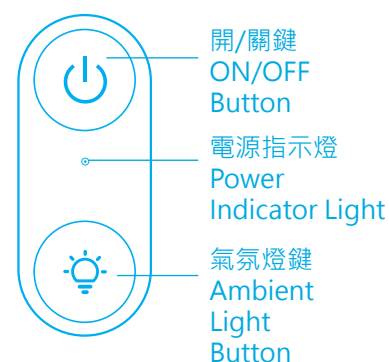 開/關鍵
ON/OFF
Button
電源指示燈
Power
Indicator Light
氣氛燈鍵
Ambient
Light
Button